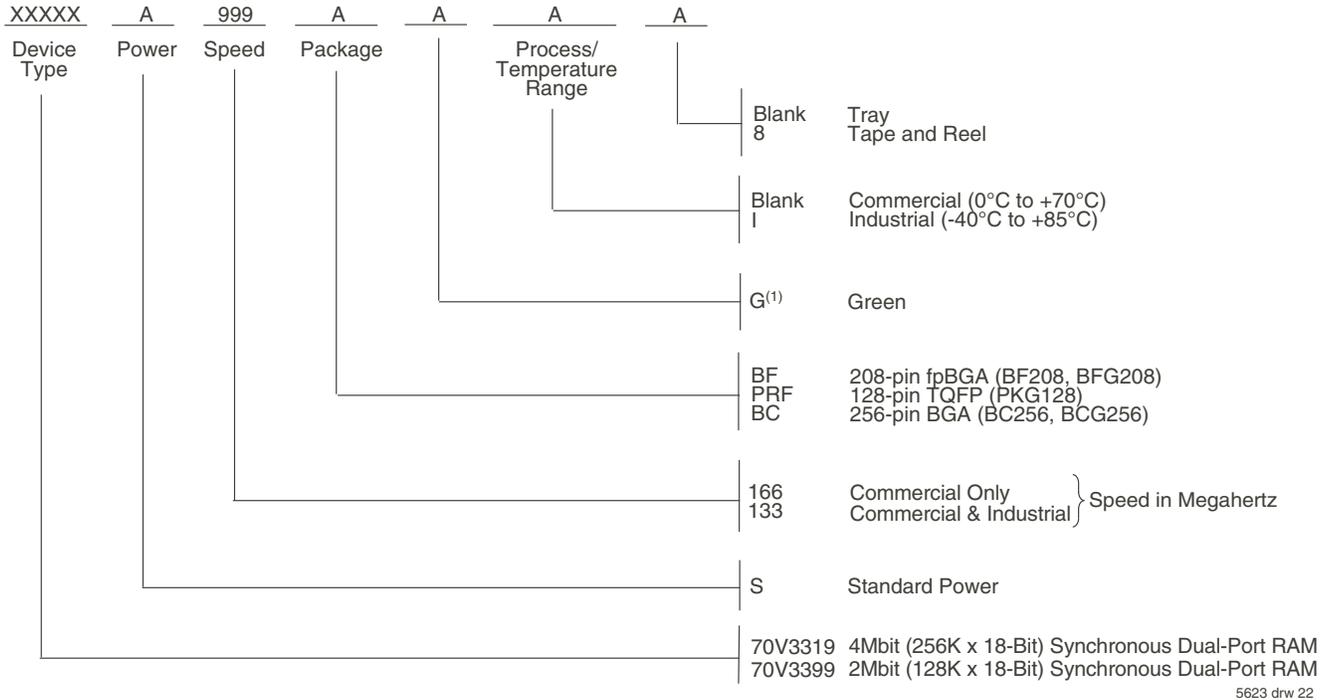 XXXXX A 999 A A A A
Device Type Power Speed Package Process/ Temperature Range
Blank Tray
8 Tape and Reel
Blank Commercial (0°C to +70°C)
I Industrial (-40°C to +85°C)
G(1) Green
BF 208-pin fpBGA (BF208, BFG208)
PRF 128-pin TQFP (PKG128)
BC 256-pin BGA (BC256, BCG256)
166 Commercial Only
133 Commercial & Industrial
Speed in Megahertz
S Standard Power
70V3319 4Mbit (256K x 18-Bit) Synchronous Dual-Port RAM
70V3399 2Mbit (128K x 18-Bit) Synchronous Dual-Port RAM
5623 drw 22